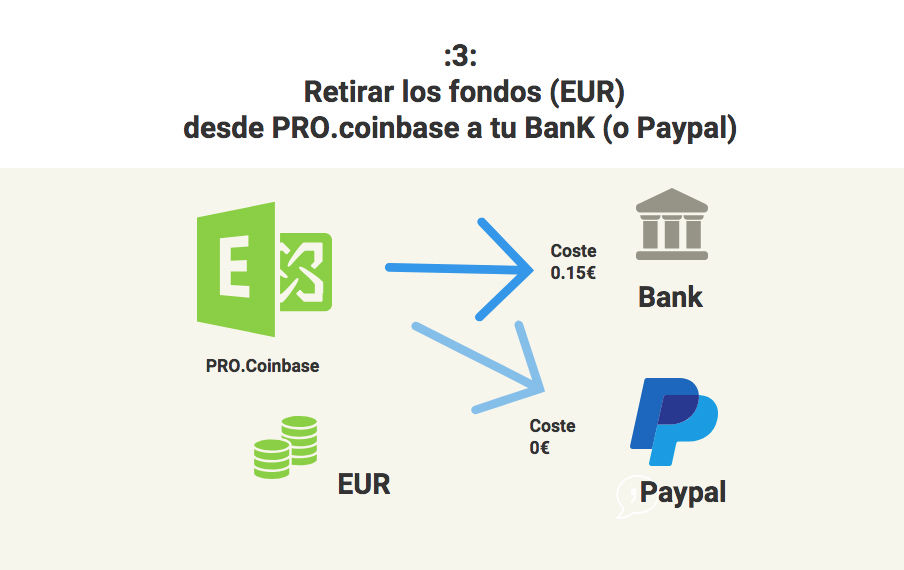 :3:
Retirar los fondos (EUR)
desde PRO.coinbase a tu BanK (o Paypal)
E
PRO.Coinbase
EUR
Coste
0.15€
Bank
Coste
0€
Paypal